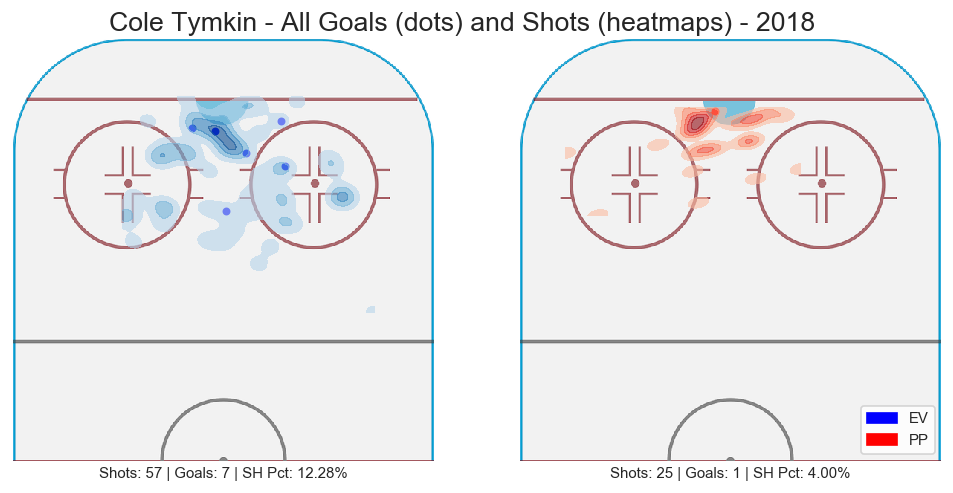 Cole Tymkin - All Goals (dots) and Shots (heatmaps) - 2018
EV
PP
Shots: 57 | Goals: 7 | SH Pct: 12.28%
Shots: 25 | Goals: 1 | SH Pct: 4.00%